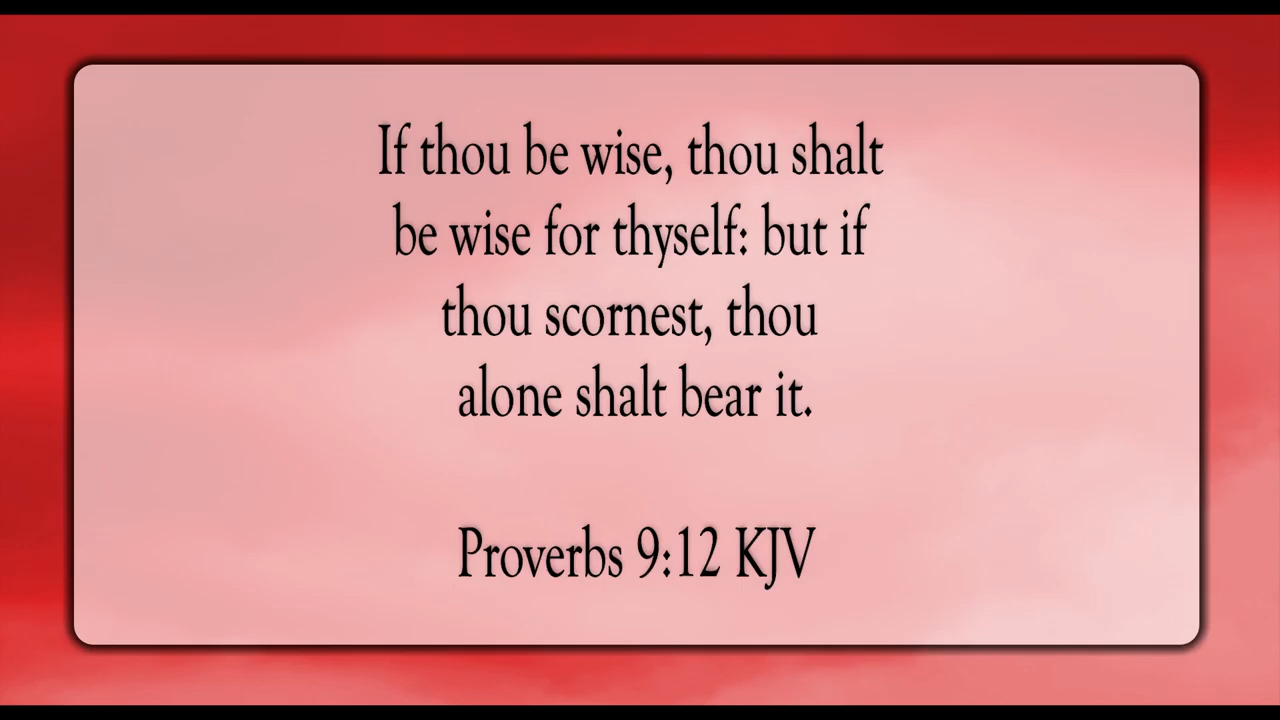 If thou be wise, thou shalt
be wise for thyself: but if
thou scornest, thou
alone shalt bear it.
Proverbs 9:12 KJV